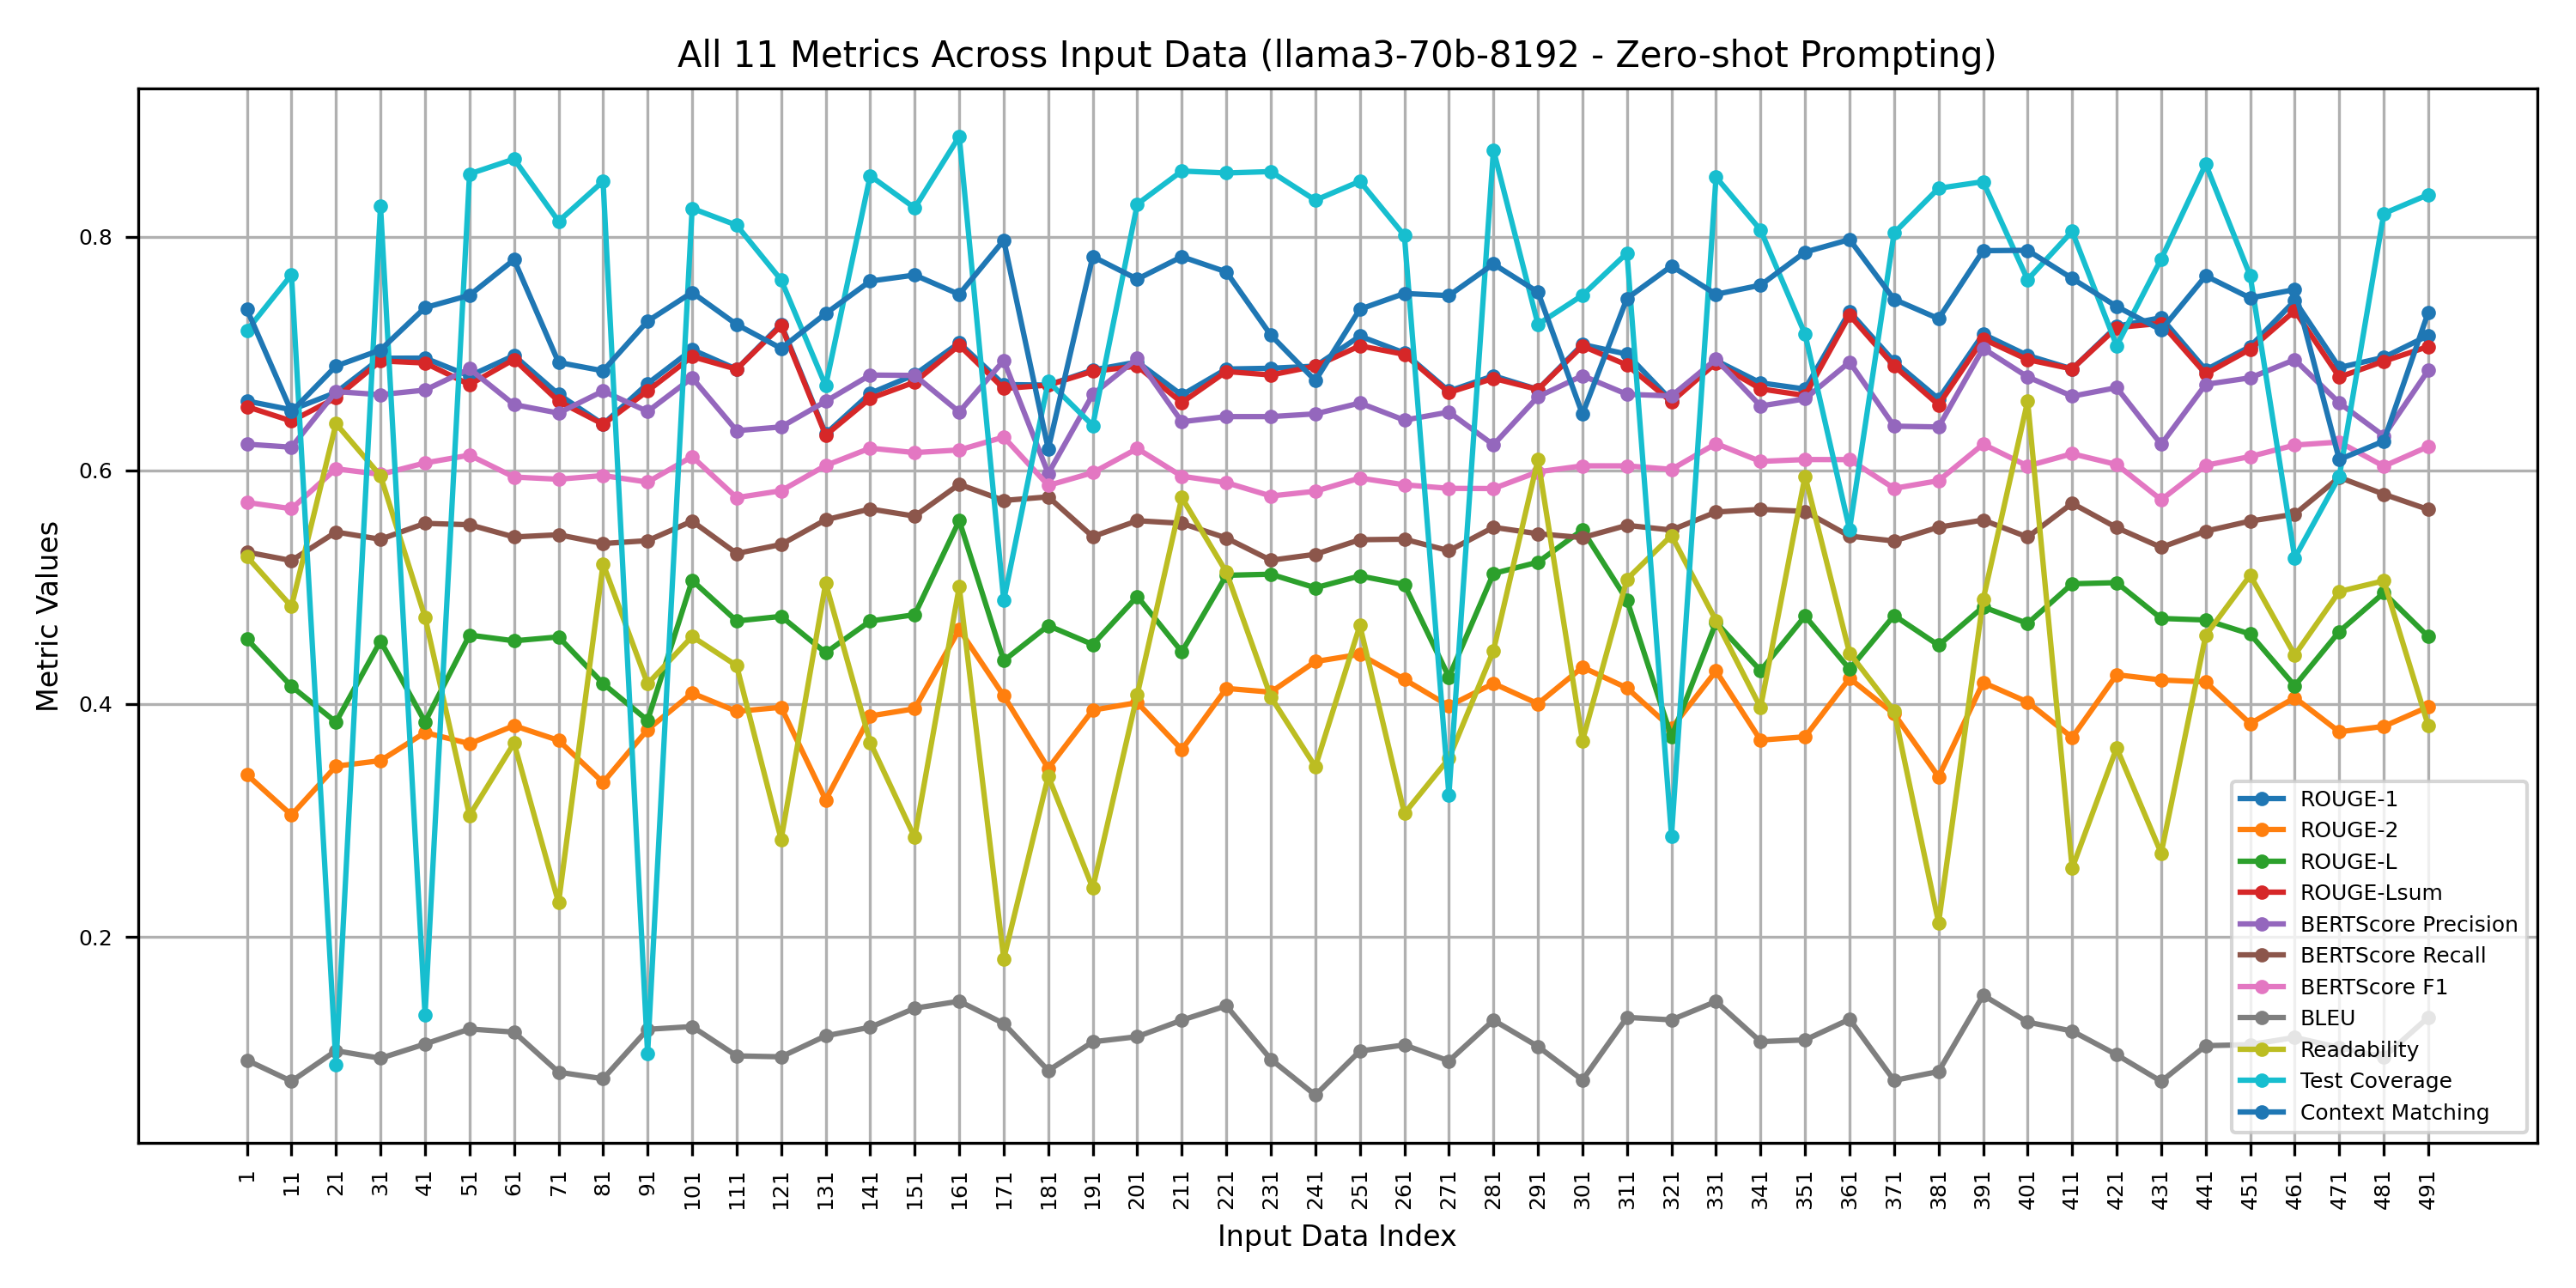 All 11 Metrics Across Input Data (llama3-70b-8192 - Zero-shot Prompting)
Metric Values
0.8
0.6
0.4
0.2
ROUGE-1
ROUGE-2
ROUGE-L
ROUGE-Lsum
BERTScore Precision
BERTScore Recall
BERTScore F1
BLEU
Readability
Test Coverage
Context Matching
1 11 21 31 41 51 61 71 81 91 101 111 121 131 141 151 161 171 181 191 201 211 221 231 241 251 261 271 281 291 301 311 321 331 341 351 361 371 381 391 401 411 421 431 441 451 461 471 481 491
Input Data Index